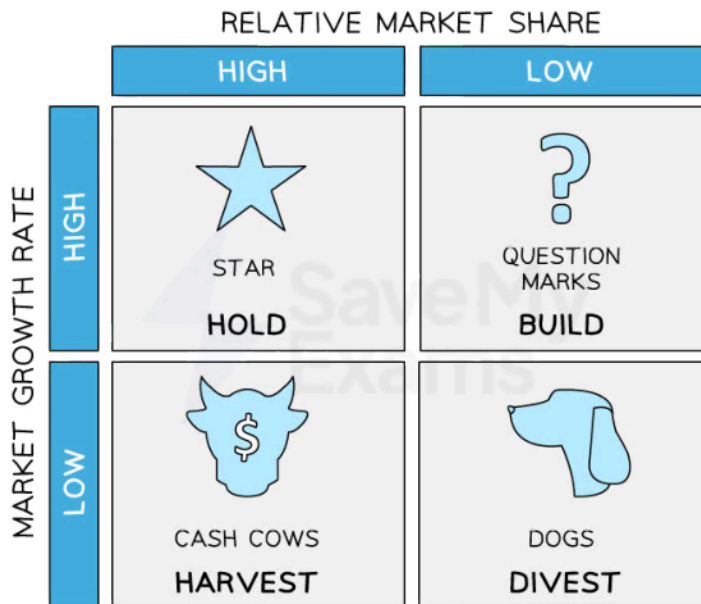 RELATIVE MARKET SHARE
HIGH
LOW
MARKET GROWTH RATE
HIGH
STAR
HOLD
?
QUESTION
MARKS
BUILD
SaveMy
Exams
LOW
$
CASH COWS
HARVEST
DOGS
DIVEST